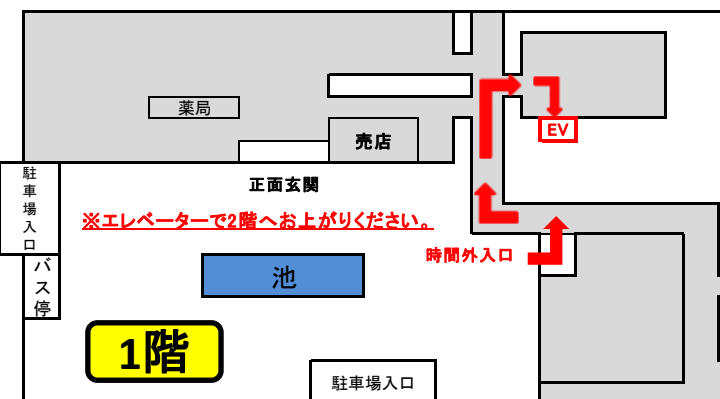 薬局
売店
EV
駐車場入口
正面玄関
※エレベーターで2階へお上がりください。
時間外入口
バス停
池
1階
駐車場入口